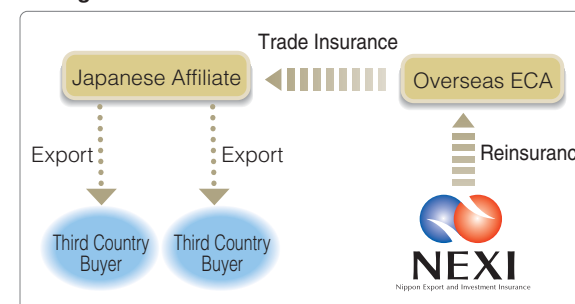 Trade Insurance
Japanese Affiliate
Overseas ECA
Export
Export
Reinsuranc
Third Country
Buyer
Third Country
Buyer
NEXI
Nippon Export and Investment Insurance